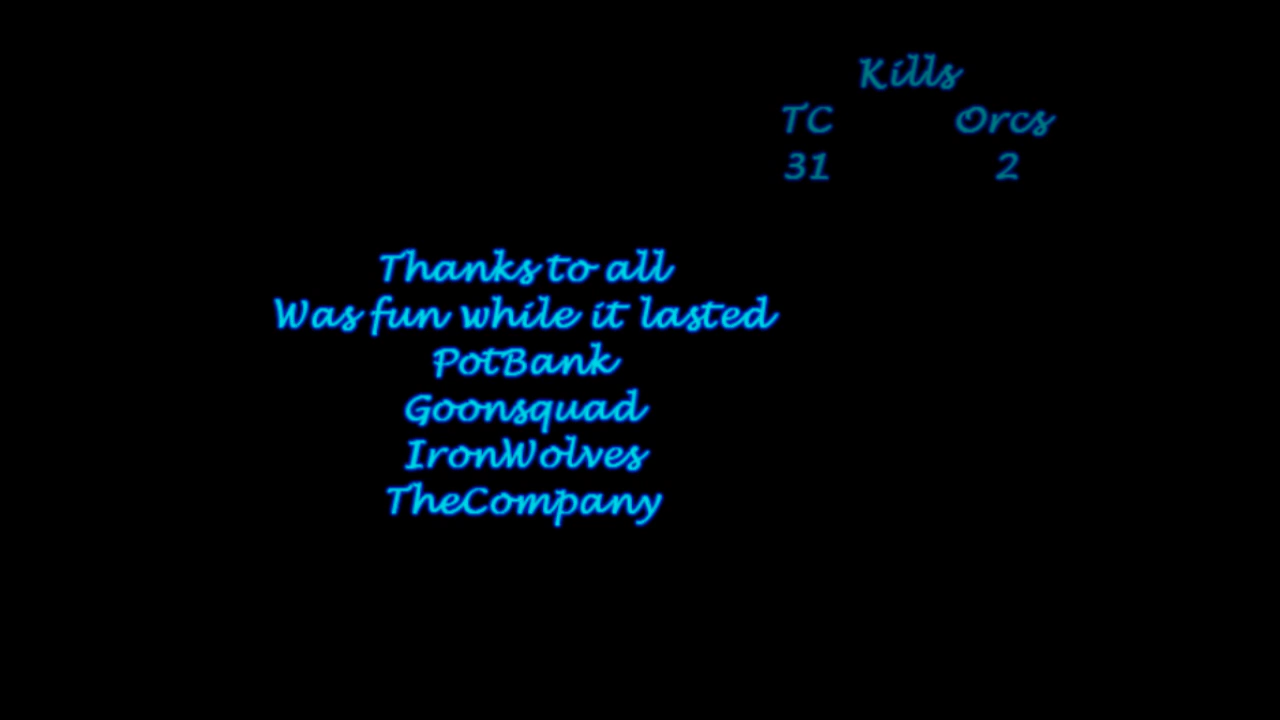 Kills
TC Orcs
31 2
Thanks to all
Was fun while it lasted
PotBank
Goonsquad
IronWolves
TheCompany